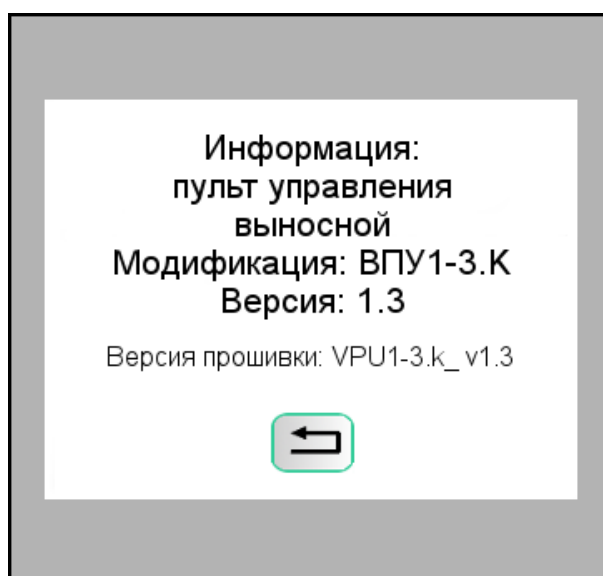 Информация:
пульт управления
выносной
Модификация: ВПУ1-3.К
Версия: 1.3
Версия прошивки: VPU1-3.k_ v1.3